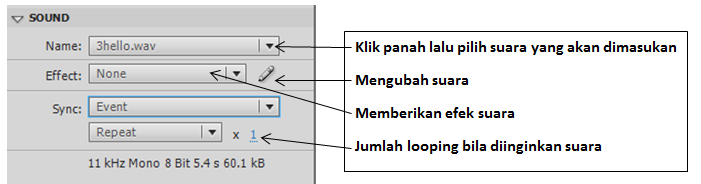 SOUND
Name: 3hello.wav
Effect: None
Sync: Event
Repeat x 1
11 kHz Mono 8 Bit 5.4 s 60.1 kB
Klik panah lalu pilih suara yang akan dimasukan
Mengubah suara
Memberikan efek suara
Jumlah looping bila diinginkan suara